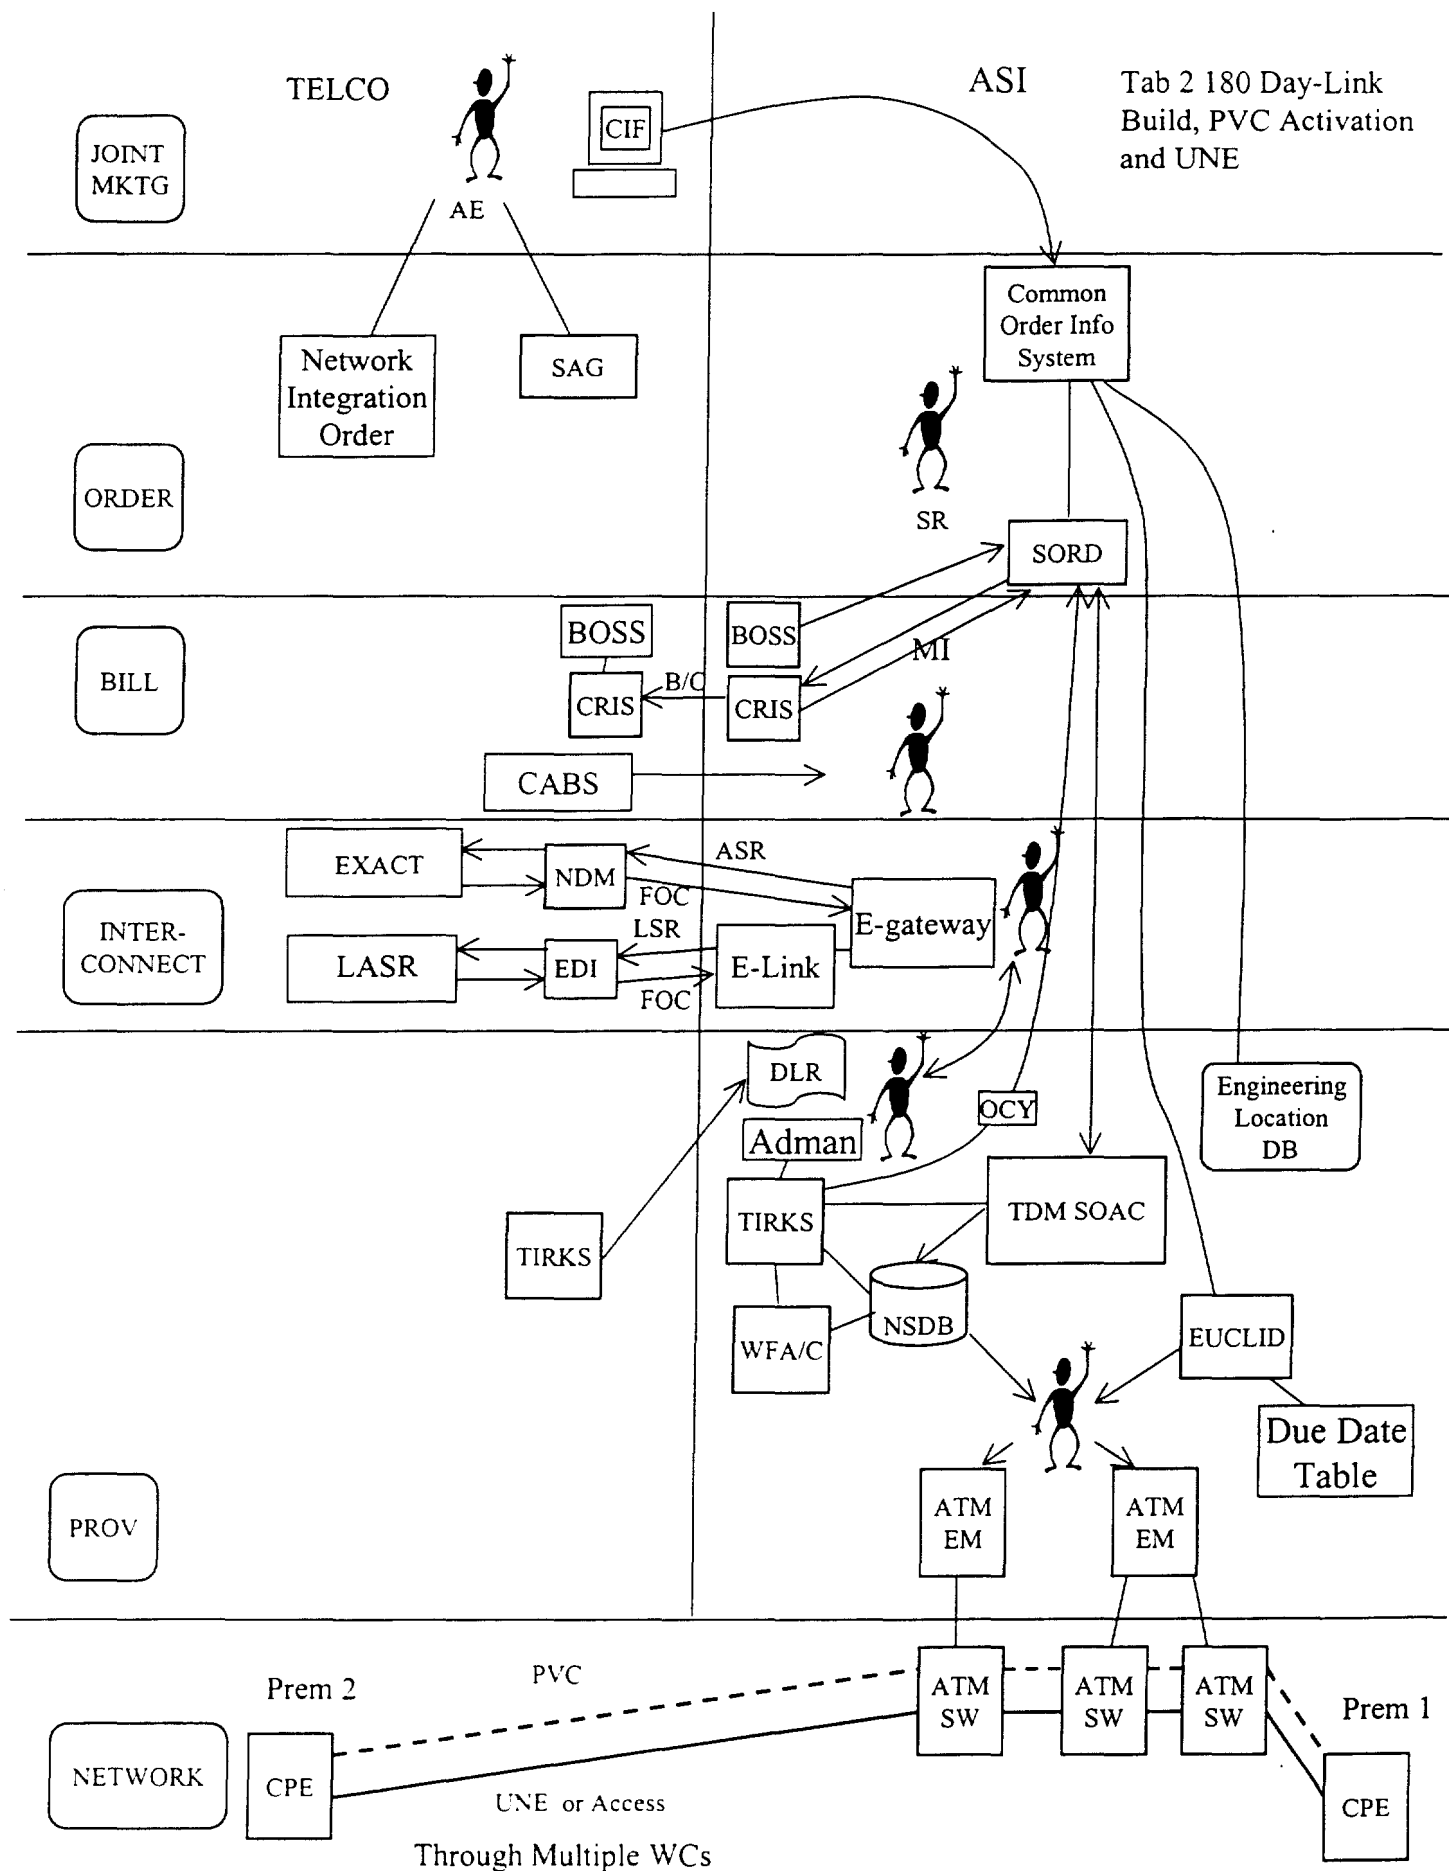 TELCO
ASI
Tab 2 180 Day-Link
Build, PVC Activation
and UNE
CIF
JOINT
MKTG
AE
Common
Order Info
System
Network
Integration
Order
SAG
ORDER
SR
SORD
BOSS
BOSS
MI
BILL
B/C
CRIS
CRIS
CABS
ASR
EXACT
NDM
FOC
E-gateway
LSR
INTER-
CONNECT
LASR
EDI
E-Link
FOC
DLR
OCY
Engineering
Location
DB
Adman
TIRKS
TDM SOAC
TIRKS
NSDB
WFA/C
EUCLID
Due Date
Table
ATM
EM
ATM
EM
PROV
PVC
Prem 2
ATM
SW
ATM
SW
ATM
SW
Prem 1
NETWORK
CPE
UNE or Access
CPE
Through Multiple WCs